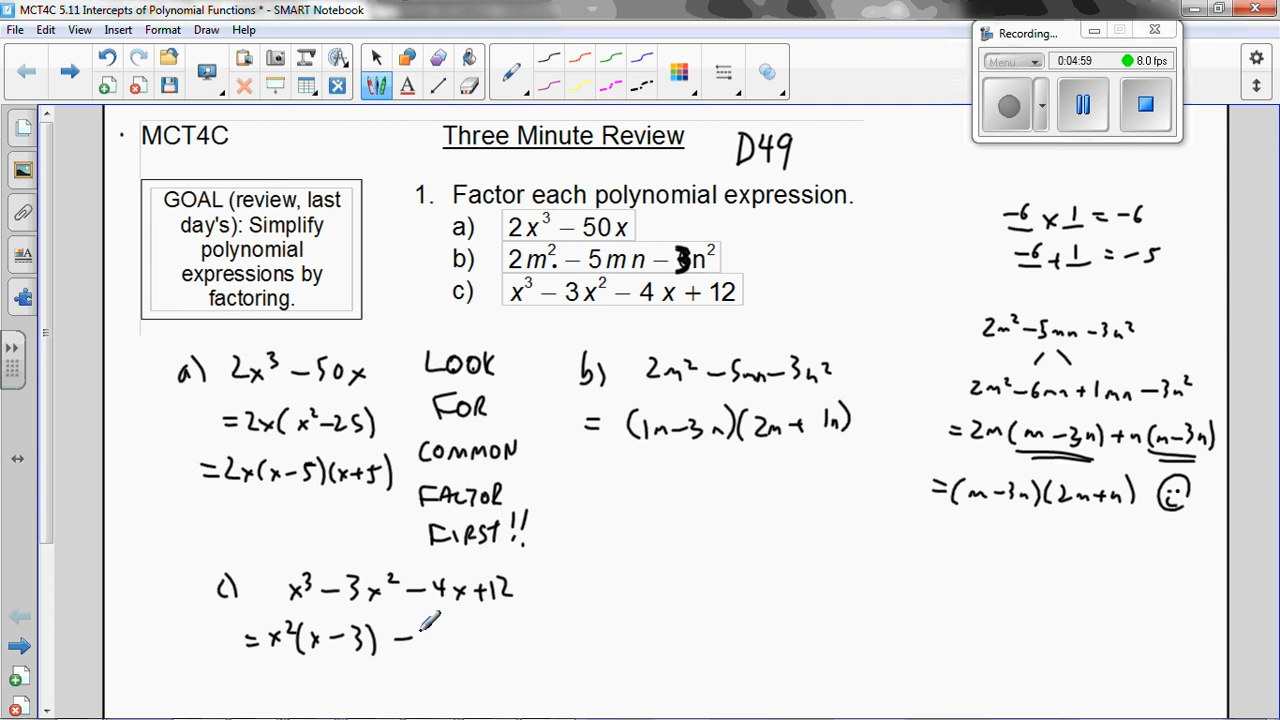 MCT4C 5.11 Intercepts of Polynomial Functions * - SMART Notebook
File Edit View Insert Format Draw Help
Recording...
Menu 0:04:59 8.0 fps
MCT4C Three Minute Review D49
GOAL (review, last
day's): Simplify
polynomial
expressions by
factoring.
1. Factor each polynomial expression.
a) 2x³ – 50x
b) 2m² – 5mn – 3n²
c) x³ – 3x² – 4x + 12
-6 x 1 = -6
-6 + 1 = -5
a) 2x³ - 50x
= 2x(x² - 25)
= 2x(x - 5)(x + 5)
LOOK
FOR
COMMON
FACTOR
FIRST!!
b) 2m² - 5mn - 3n²
= (1m - 3n)(2m + 1n)
2m² - 5mn - 3n²
2m² - 6mn + 1mn - 3n²
= 2m(m - 3n) + n(m - 3n)
= (m - 3n)(2m + n)
c) x³ - 3x² - 4x + 12
= x²(x - 3) -